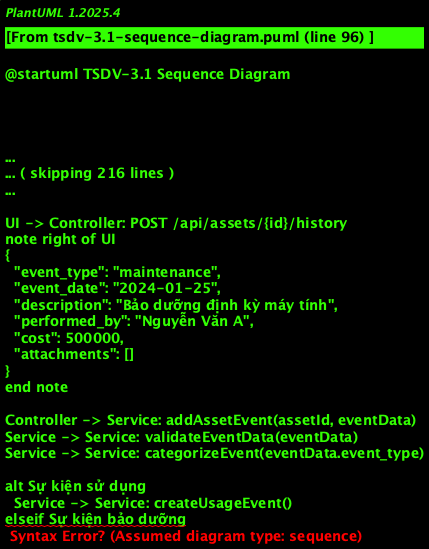 PlantUML 1.2025.4
[From tsdv-3.1-sequence-diagram.puml (line 96) ]
@startuml TSDV-3.1 Sequence Diagram
...
... ( skipping 216 lines )
...
UI -> Controller: POST /api/assets/{id}/history
note right of UI
{
"event_type": "maintenance",
"event_date": "2024-01-25",
"description": "Bảo dưỡng định kỳ máy tính",
"performed_by": "Nguyễn Văn A",
"cost": 500000,
"attachments": []
}
end note
Controller -> Service: addAssetEvent(assetId, eventData)
Service -> Service: validateEventData(eventData)
Service -> Service: categorizeEvent(eventData.event_type)
alt Sự kiện sử dụng
Service -> Service: createUsageEvent()
elseif Sự kiện bảo dưỡng
Syntax Error? (Assumed diagram type: sequence)